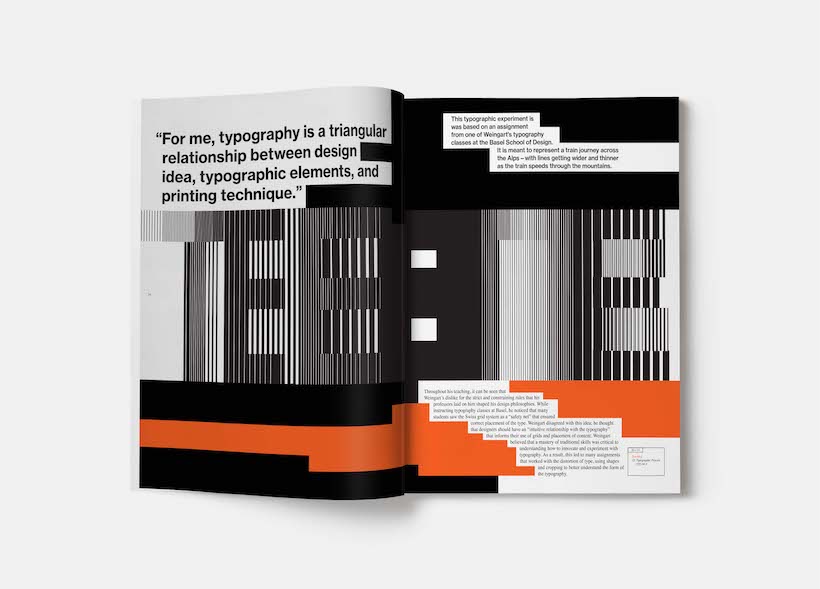 “For me, typography is a triangular
relationship between design
idea, typographic elements, and
printing technique.”
This typographic experiment is
was based on an assignment
from one of Weingart's typography
classes at the Basel School of Design.
It is meant to represent a train journey across
the Alps – with lines getting wider and thinner
as the train speeds through the mountains.
Throughout his teaching, it can be seen that
Weingart's dislike for the strict and constraining rules that his
professors laid on him shaped his design philosophies. While
instructing typography classes at Basel, he noticed that many
students saw the Swiss grid system as a “safety net” that ensured
correct placement of the type. Weingart disagreed with this idea, he thought
that designers should have an “intuitive relationship with the typography”
that informs their use of grids and placement of content. Weingart
believed that a mastery of traditional skills was critical to
understanding how to innovate and experiment with
typography. As a result, this led to many assignments
that worked with the distortion of type, using shapes
and cropping to better understand the form of
the typography.